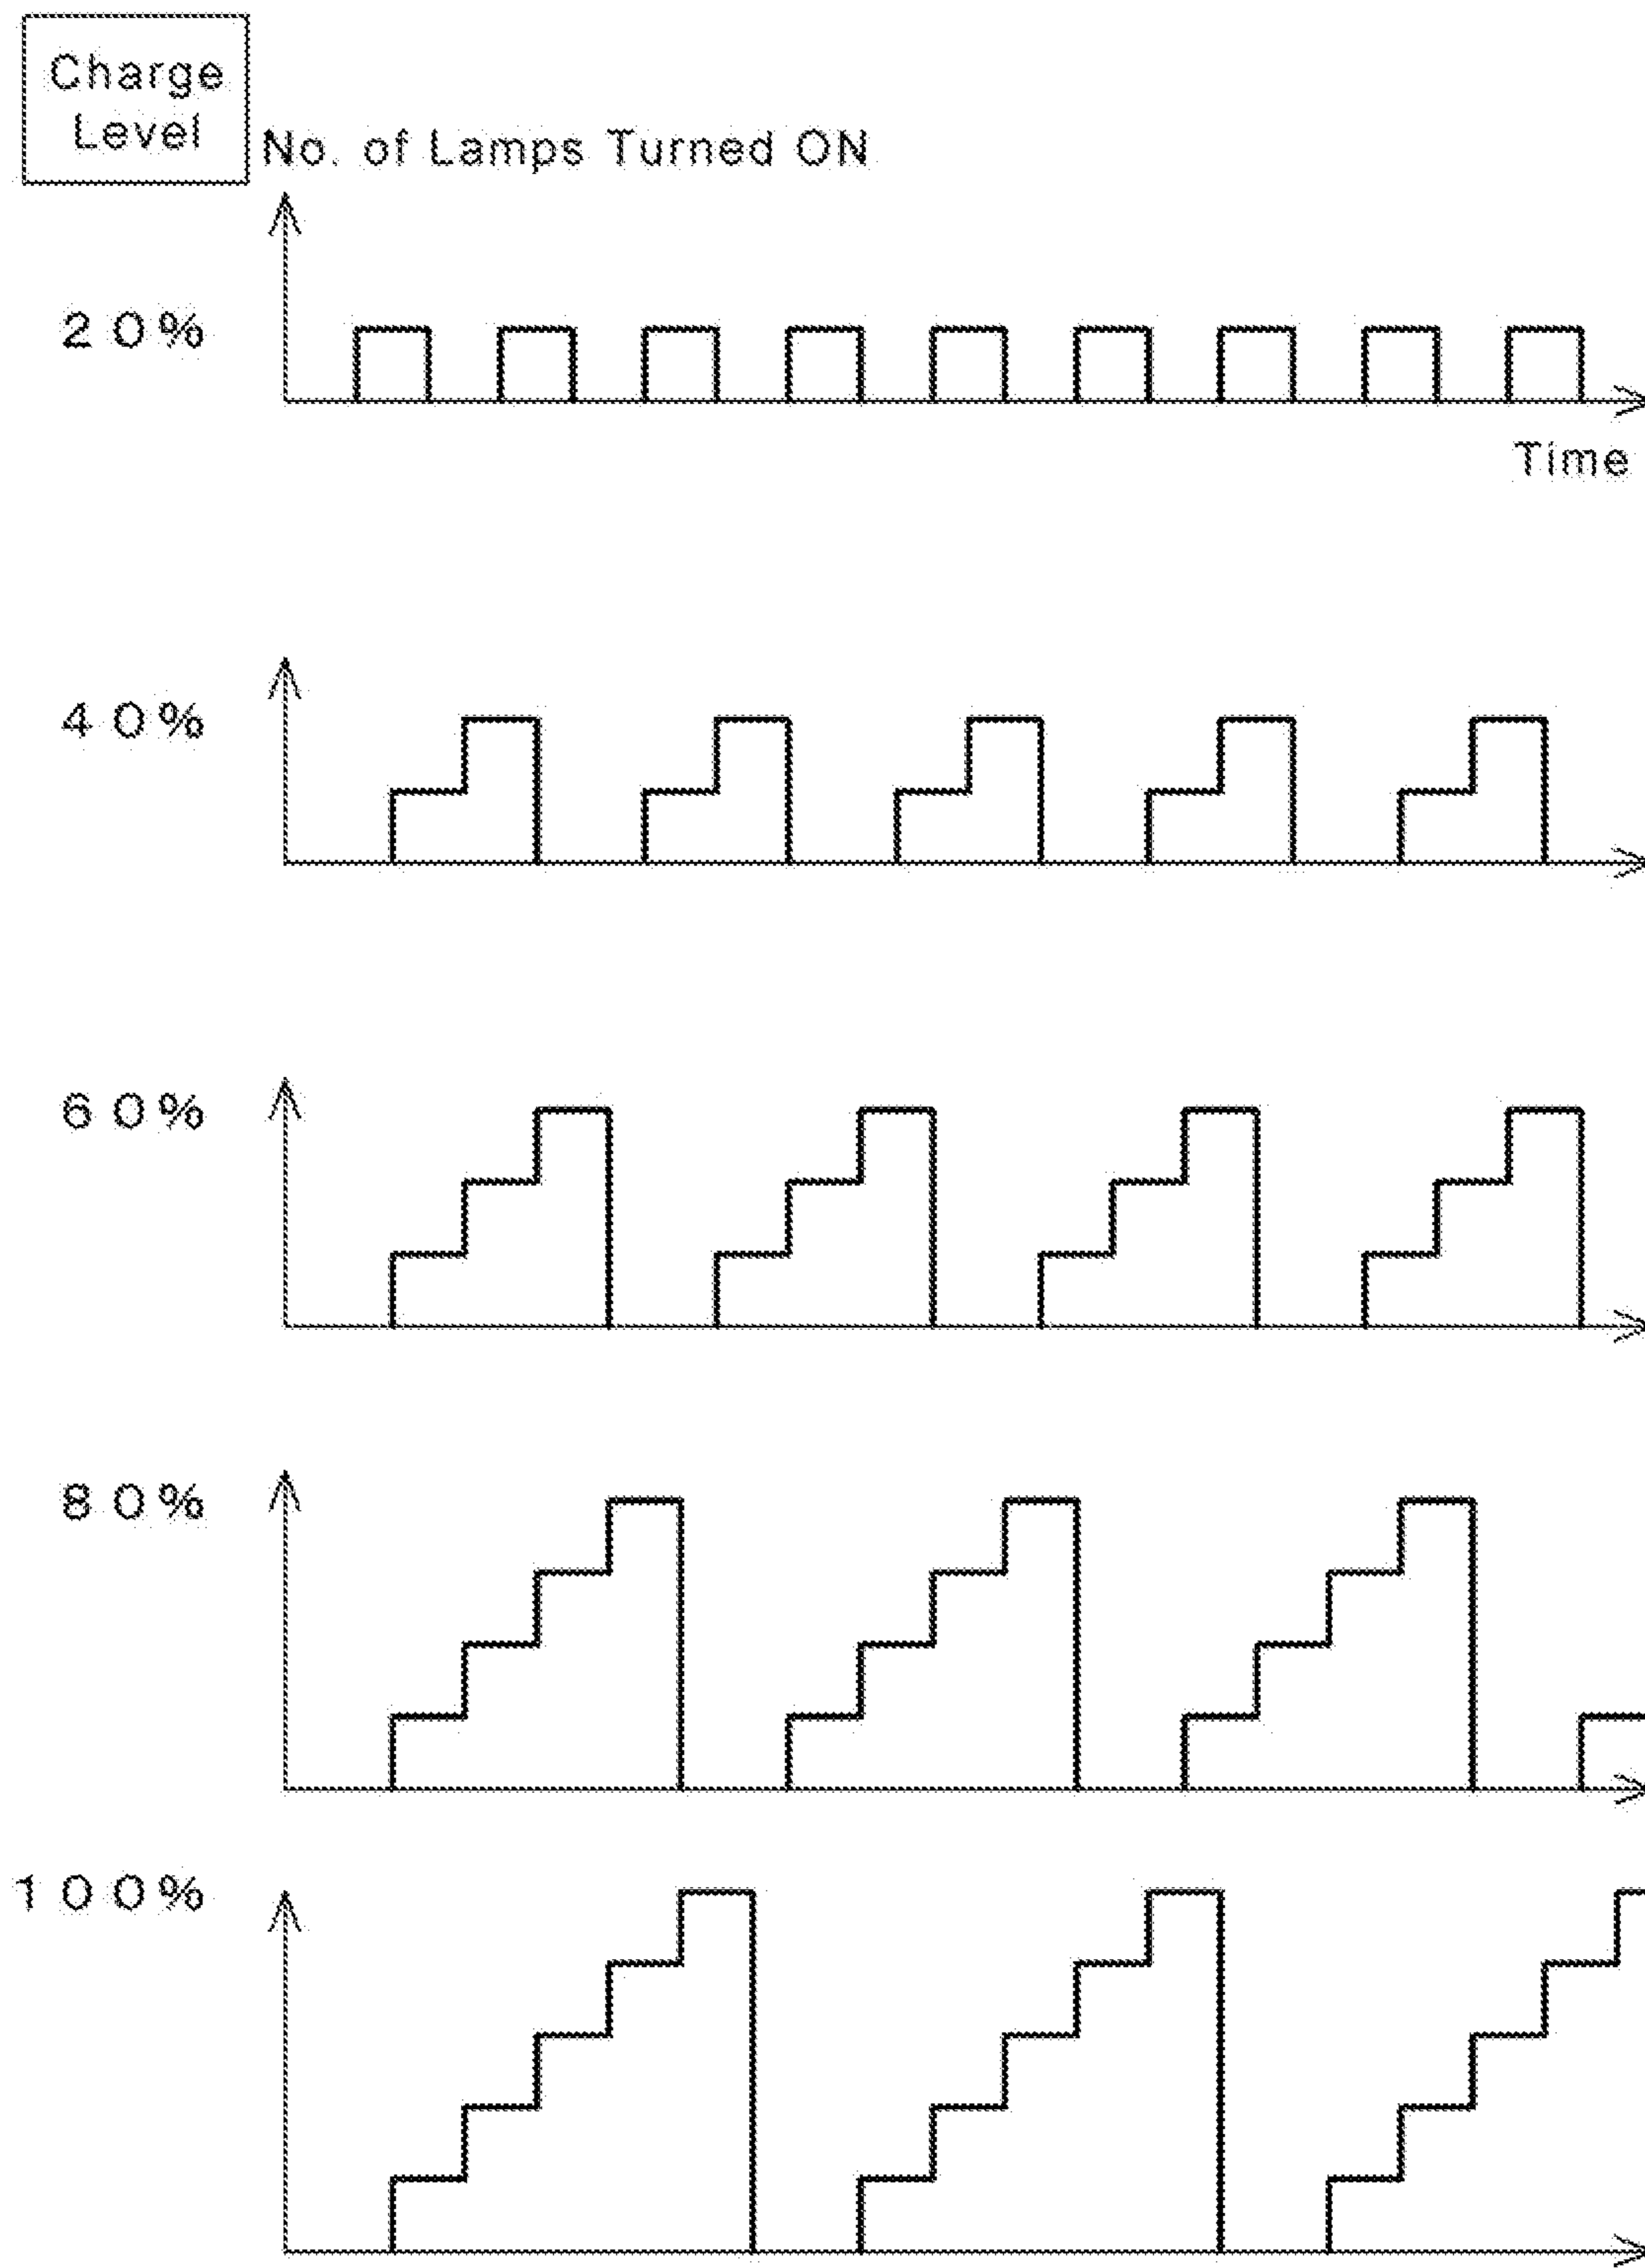 Charge
Level
No. of Lamps Turned ON
20%
Time
40%
60%
80%
100%